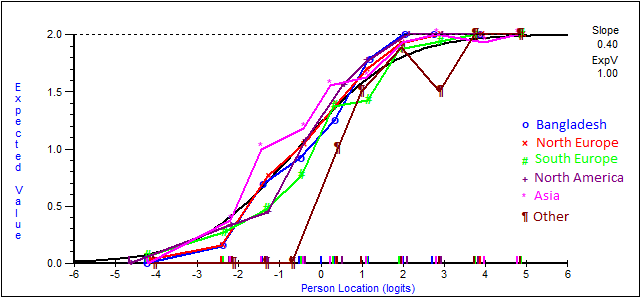 2.0
1.5
1.0
0.5
0.0
Expected Value
-6 -5 -4 -3 -2 -1 0 1 2 3 4 5 6
Person Location (logits)
Slope
0.40
ExpV
1.00
o Bangladesh
× North Europe
# South Europe
+ North America
* Asia
¶ Other